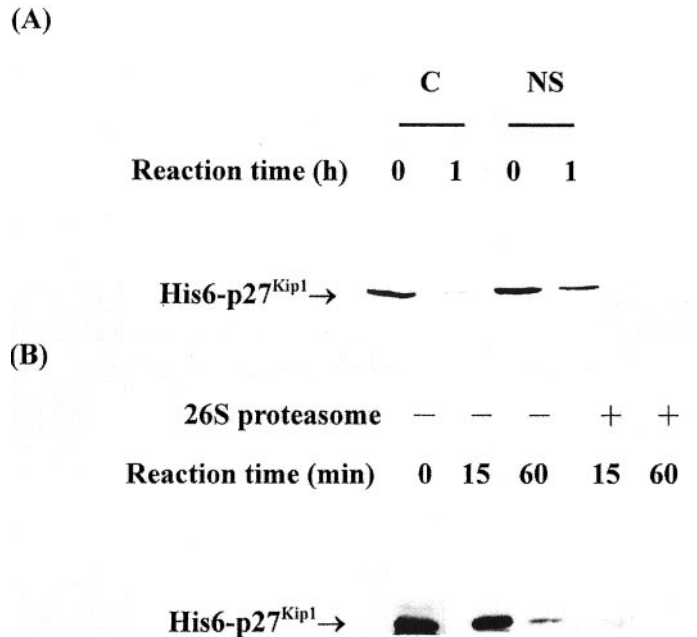 (A)
C NS
Reaction time (h) 0 1 0 1
His6-p27Kip1→
(B)
26S proteasome − − − + +
Reaction time (min) 0 15 60 15 60
His6-p27Kip1→